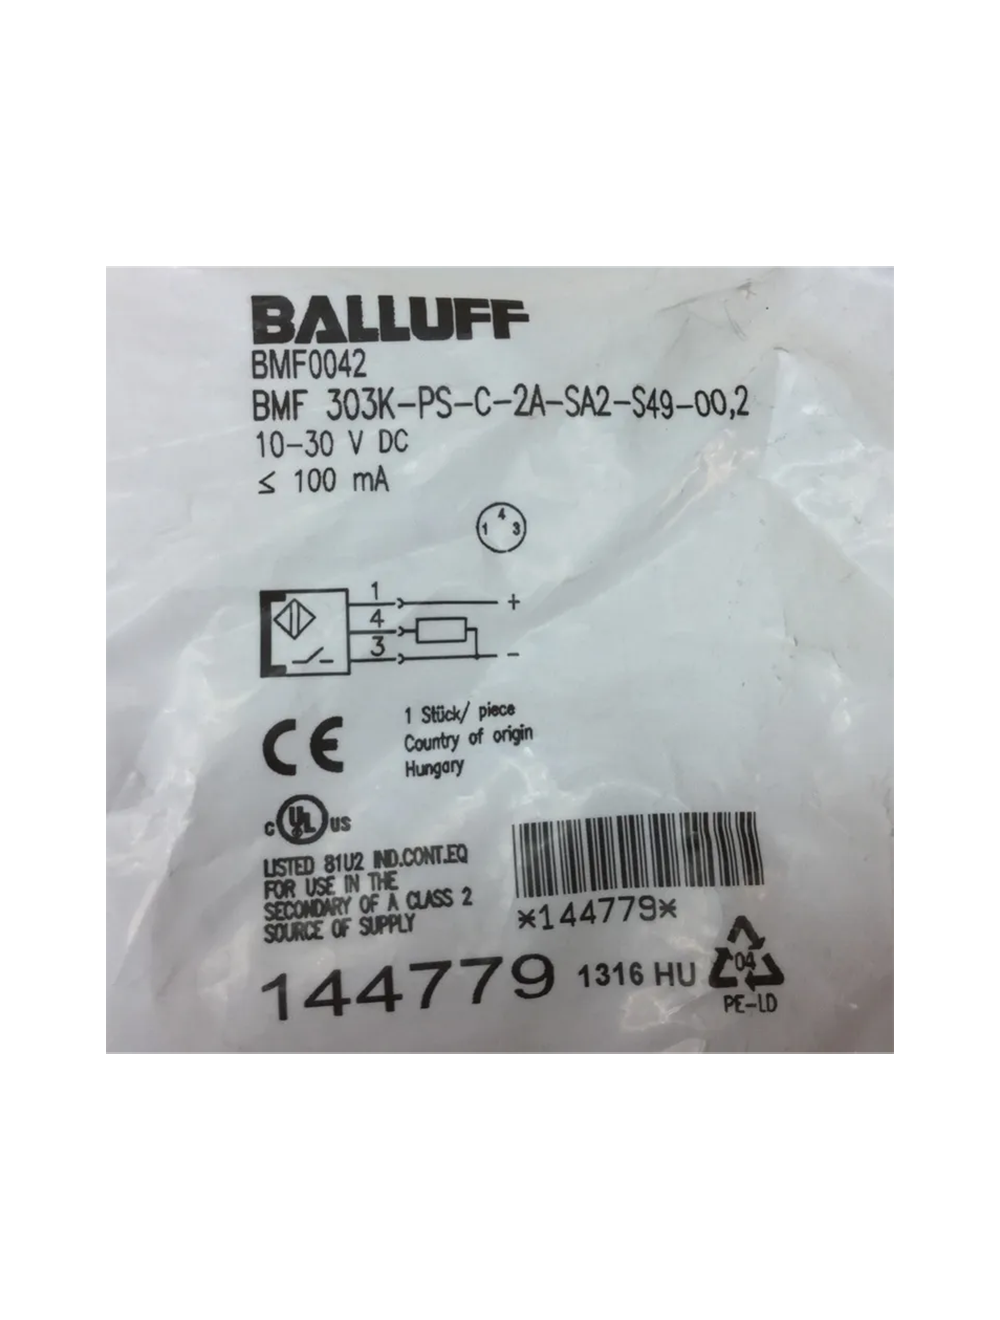 BALLUFF
BMF0042
BMF 303K-PS-C-2A-SA2-S49-00,2
10-30 V DC
≤ 100 mA
4
1 3
1 +
4
3 -
1 Stück/ piece
Country of origin
Hungary
CE
c UL us
LISTED 81U2 IND.CONT.EQ
FOR USE IN THE
SECONDARY OF A CLASS 2
SOURCE OF SUPPLY
*144779*
144779 1316 HU
04
PE-LD